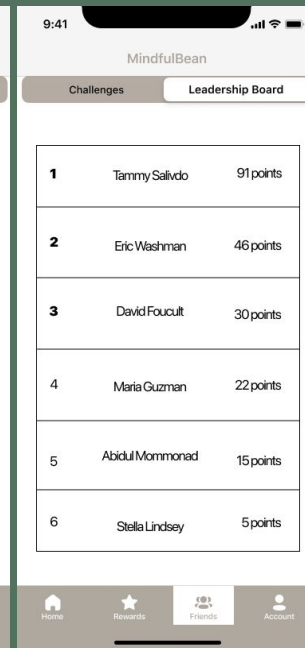 9:41
MindfulBean
Challenges Leadership Board
1 Tammy Salivdo 91 points
2 Eric Washman 46 points
3 David Foucult 30 points
4 Maria Guzman 22 points
5 Abidul Mommonad 15 points
6 Stella Lindsey 5 points
Home Rewards Friends Account